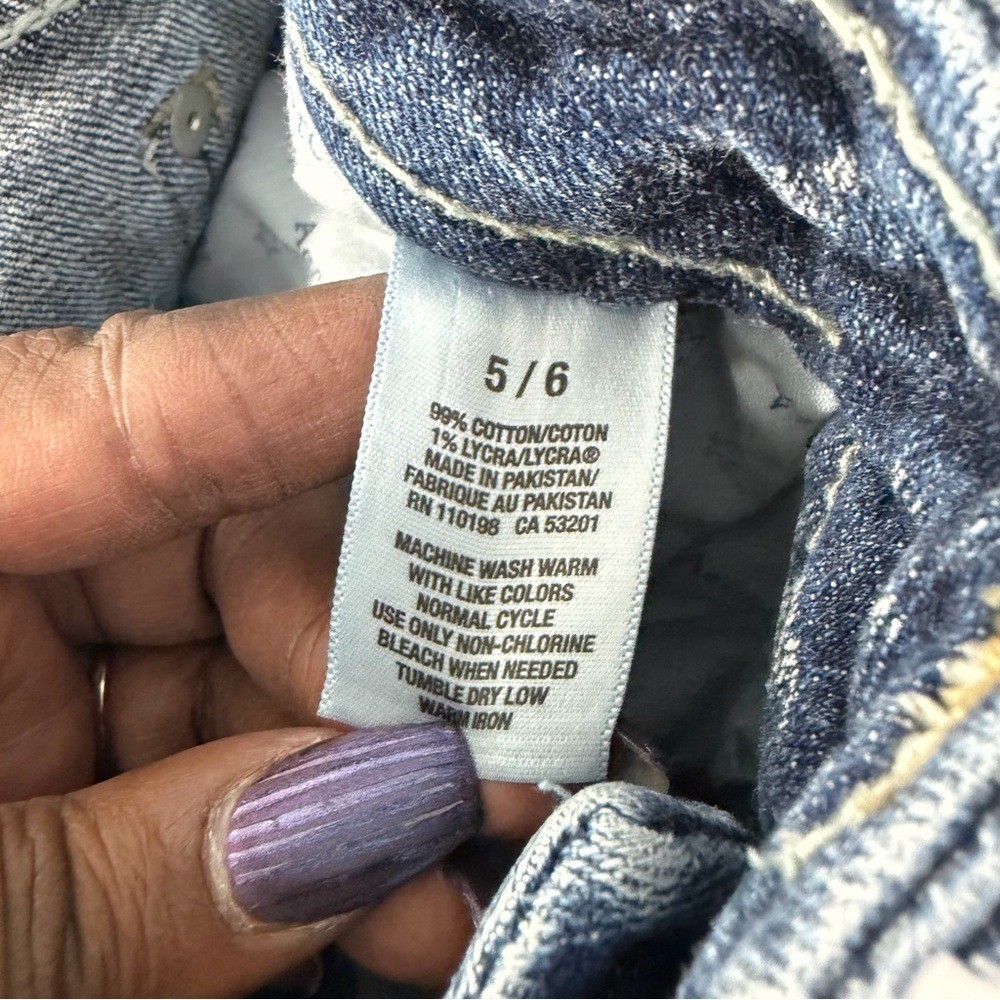 5 / 6
99% COTTON/COTON
1% LYCRA/LYCRA®
MADE IN PAKISTAN/
FABRIQUE AU PAKISTAN
RN 110198 CA 53201
MACHINE WASH WARM
WITH LIKE COLORS
NORMAL CYCLE
USE ONLY NON-CHLORINE
BLEACH WHEN NEEDED
TUMBLE DRY LOW
WARM IRON